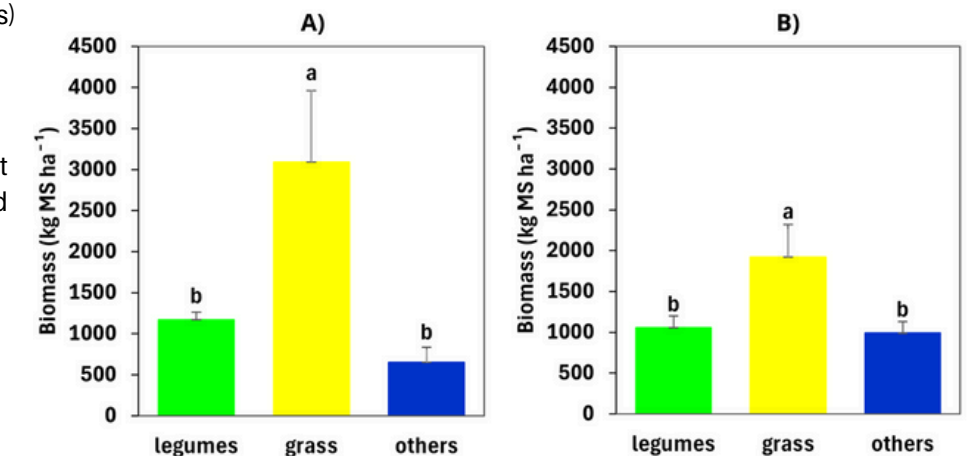 s)
t
d
A)
Biomass (kg MS ha⁻¹)
4500
4000
3500
3000
2500
2000
1500
1000
500
0
b
a
b
legumes grass others
B)
Biomass (kg MS ha⁻¹)
4500
4000
3500
3000
2500
2000
1500
1000
500
0
b
a
b
legumes grass others